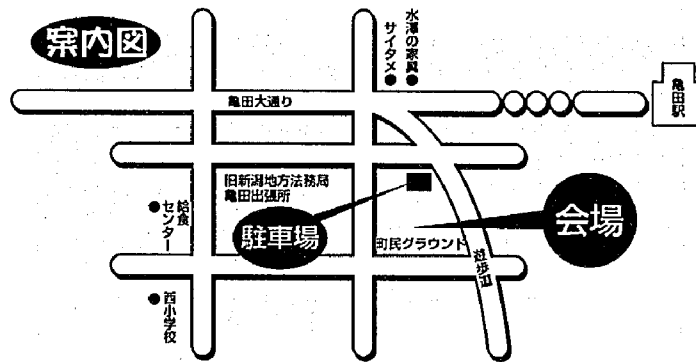 案内図
水澤の家具●
サイタメ●
亀田大通り
亀田駅
旧新潟地方法務局
亀田出張所
給食
●センター
駐車場
会場
町民グラウンド
遊歩道
●西小学校